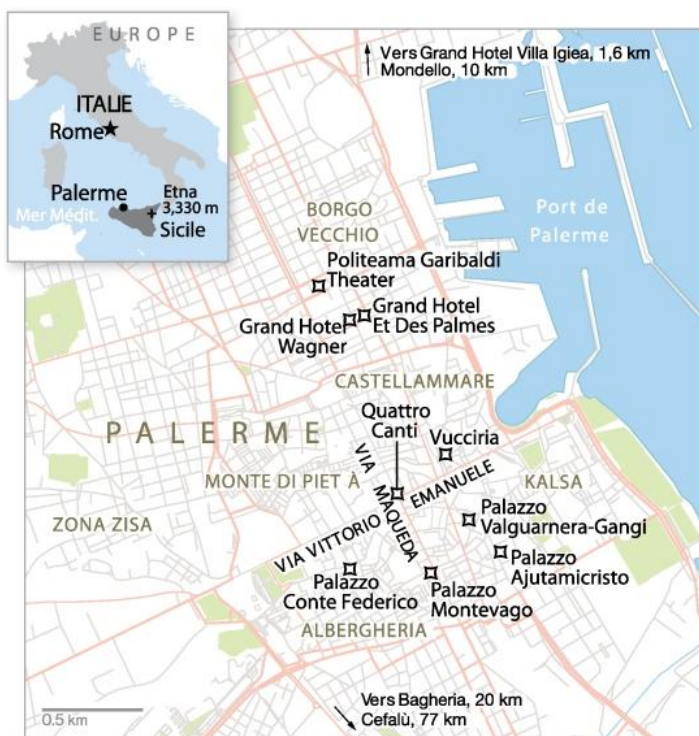 EUROPE
ITALIE
Rome
Palerme
Etna
3,330 m
Mer Médit.
Sicile
Vers Grand Hotel Villa Igiea, 1,6 km
Mondello, 10 km
BORGO
VECCHIO
Port de
Palerme
Politeama Garibaldi
Theater
Grand Hotel
Et Des Palmes
Grand Hotel
Wagner
CASTELLAMMARE
PALERME
Quattro
Canti
Vucciria
MONTE DI PIET À
VIA MAQUEDA
VIA VITTORIO EMANUELE
KALSA
ZONA ZISA
Palazzo
Valguarnera-Gangi
Palazzo
Ajutamicristo
Palazzo
Conte Federico
Palazzo
Montevago
ALBERGHERIA
0.5 km
Vers Bagheria, 20 km
Cefalù, 77 km